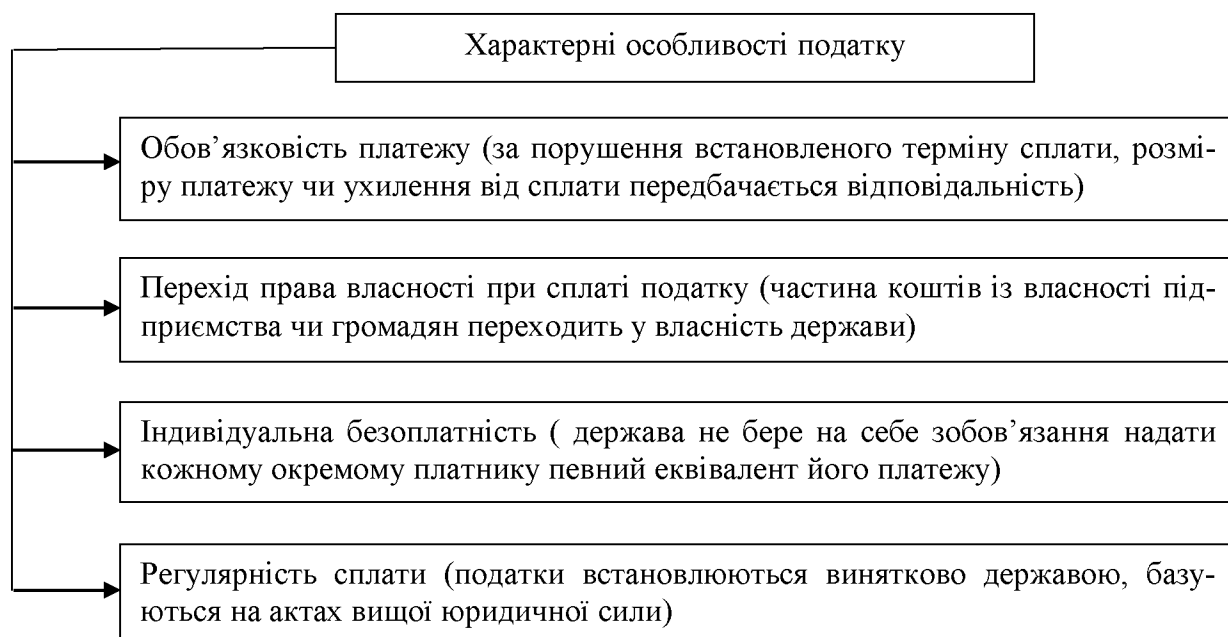 Характерні особливості податку
Обов’язковість платежу (за порушення встановленого терміну сплати, розмі-
ру платежу чи ухилення від сплати передбачається відповідальність)
Перехід права власності при сплаті податку (частина коштів із власності під-
приємства чи громадян переходить у власність держави)
Індивідуальна безоплатність ( держава не бере на себе зобов’язання надати
кожному окремому платнику певний еквівалент його платежу)
Регулярність сплати (податки встановлюються винятково державою, базу-
ються на актах вищої юридичної сили)